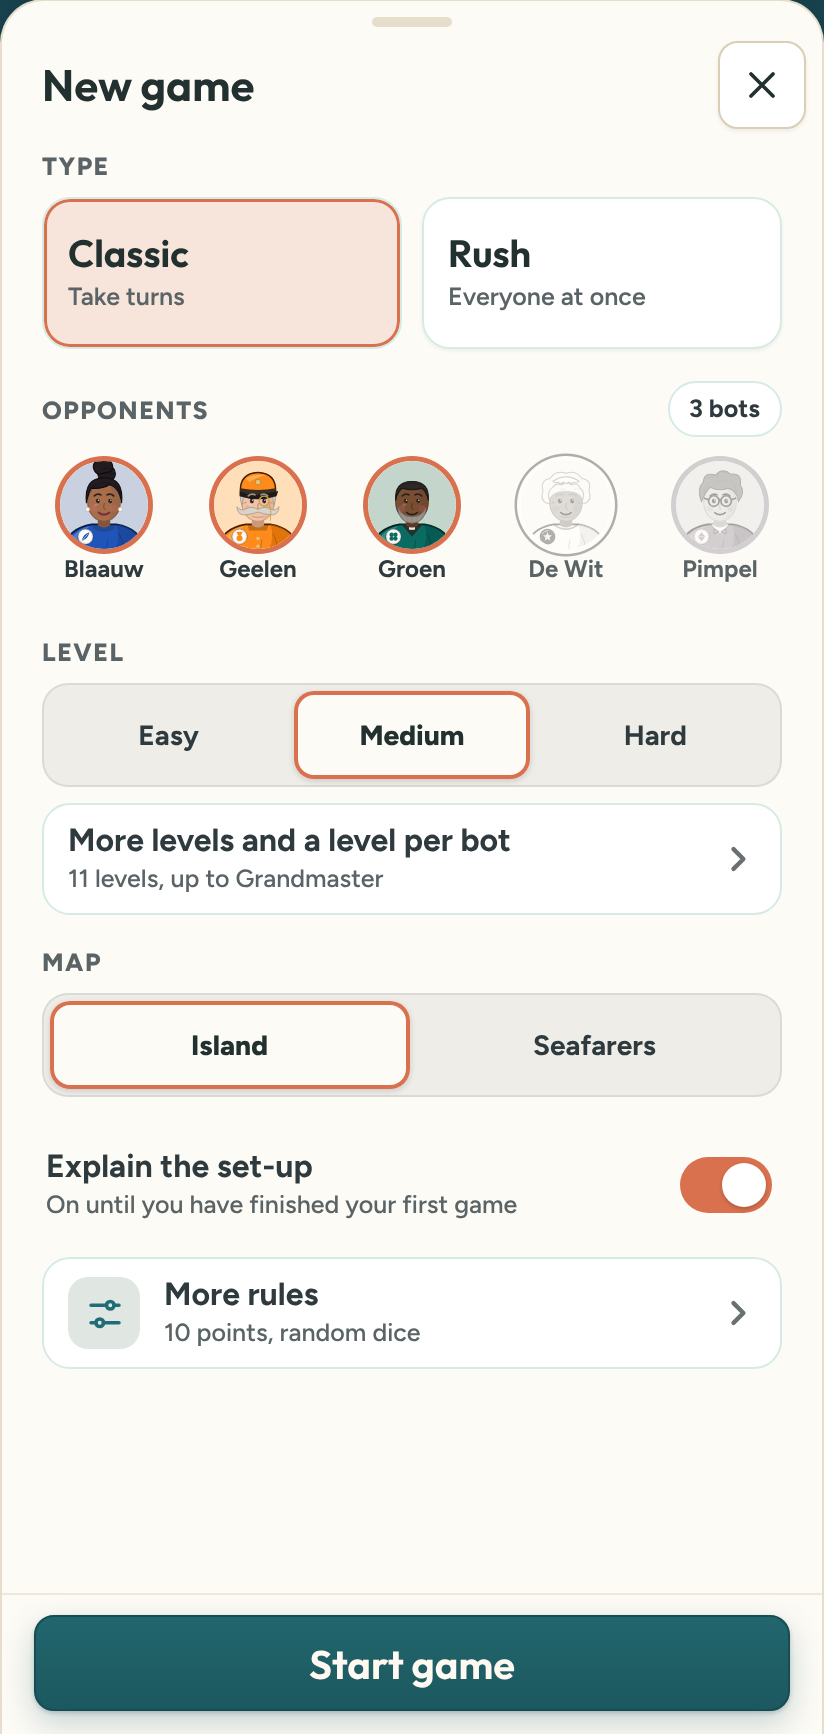 New game
TYPE
Classic
Take turns
Rush
Everyone at once
OPPONENTS
3 bots
Blaauw
Geelen
Groen
De Wit
Pimpel
LEVEL
Easy
Medium
Hard
More levels and a level per bot
11 levels, up to Grandmaster
MAP
Island
Seafarers
Explain the set-up
On until you have finished your first game
More rules
10 points, random dice
Start game